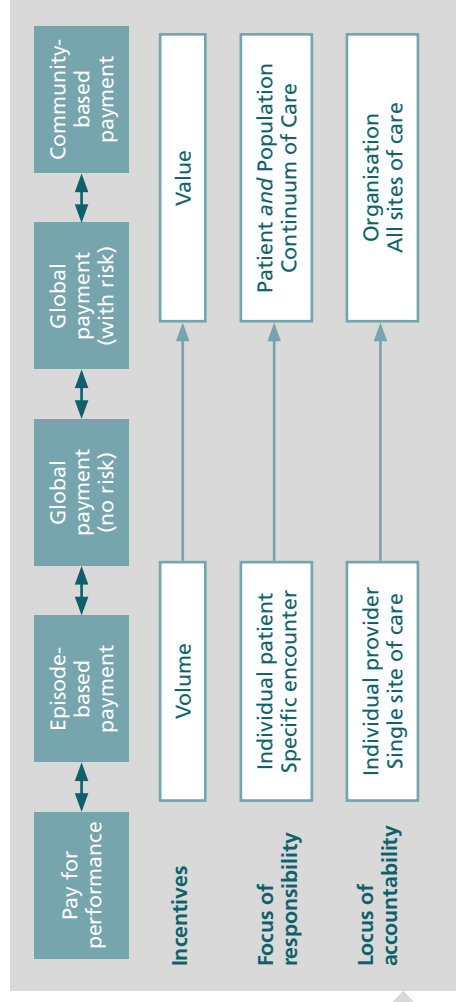 Pay for
performance
Episode-
based
payment
Global
payment
(no risk)
Global
payment
(with risk)
Community-
based
payment
Incentives
Volume
Value
Focus of
responsibility
Individual patient
Specific encounter
Patient and Population
Continuum of Care
Locus of
accountability
Individual provider
Single site of care
Organisation
All sites of care